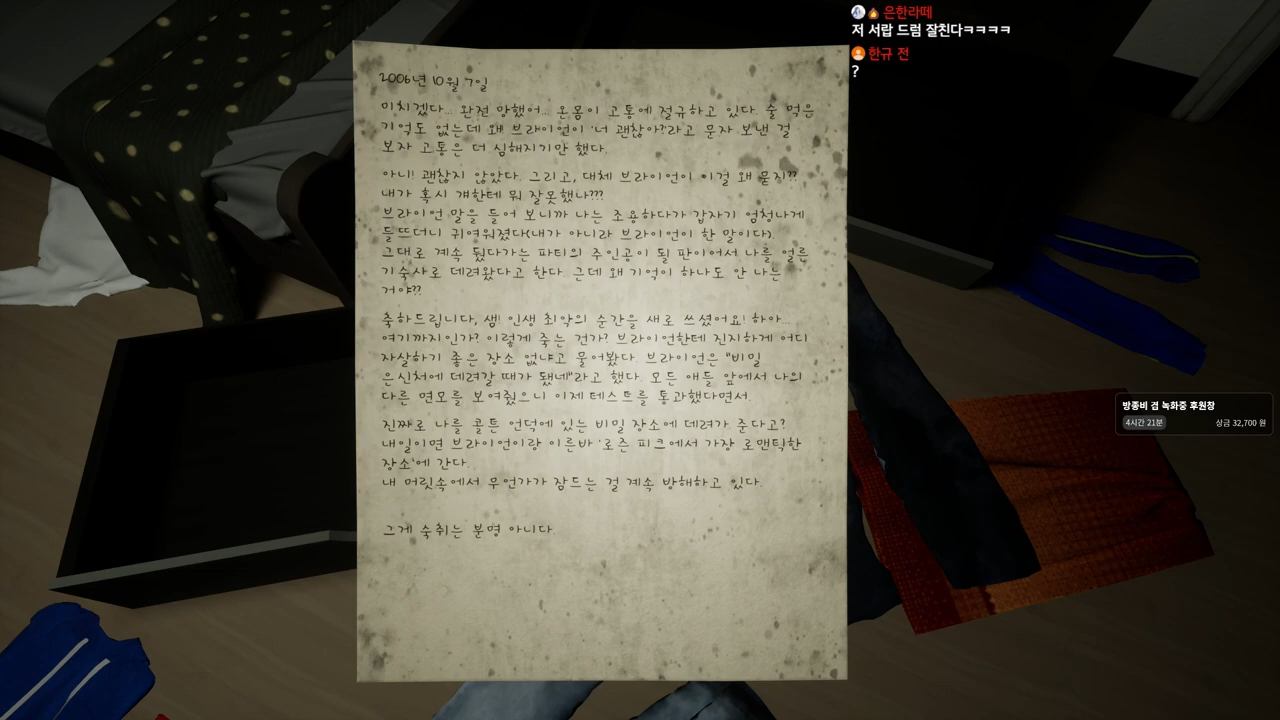 은한라떼
저 서랍 드럼 잘친다ㅋㅋㅋㅋ
한규 전
?
2006년 10월 7일
미치겠다... 완전 망했어... 온몸이 고통에 절규하고 있다. 술 먹은
기억도 없는데 왜 브라이언이 '너 괜찮아?'라고 문자 보낸 걸
보자 고통은 더 심해지기만 했다.
아니! 괜찮지 않았다. 그리고, 대체 브라이언이 이걸 왜 묻지??
내가 혹시 걔한테 뭐 잘못했나???
브라이언 말을 들어 보니까 나는 조용하다가 갑자기 엄청나게
들뜨더니 귀여워졌다(내가 아니라 브라이언이 한 말이다).
그대로 계속 뒀다가는 파티의 주인공이 될 판이어서 나를 얼른
기숙사로 데려왔다고 한다. 근데 왜 기억이 하나도 안 나는
거야??
축하드립니다, 샘! 인생 최악의 순간을 새로 쓰셨어요! 하아...
여기까지인가? 이렇게 죽는 건가? 브라이언한테 진지하게 어디
자살하기 좋은 장소 없냐고 물어봤다. 브라이언은 "비밀
은신처에 데려갈 때가 됐네"라고 했다. 모든 애들 앞에서 나의
다른 면모를 보여줬으니 이제 테스트를 통과했다면서.
진짜로 나를 콜튼 언덕에 있는 비밀 장소에 데려가 준다고?
내일이면 브라이언이랑 이른바 '로즌 피크에서 가장 로맨틱한
장소'에 간다.
내 머릿속에서 무언가가 잠드는 걸 계속 방해하고 있다.
그게 숙취는 분명 아니다.
방종비 겸 녹화중 후원창
4시간 21분
상금 32,700 원